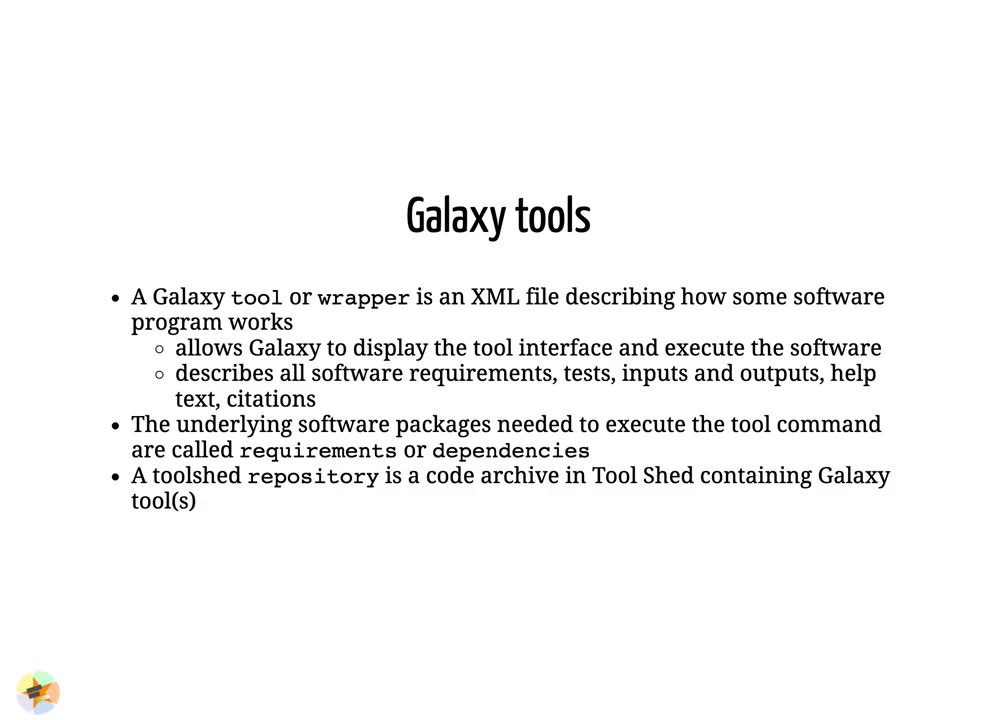 Galaxy tools
• A Galaxy tool or wrapper is an XML file describing how some software
program works
◦ allows Galaxy to display the tool interface and execute the software
◦ describes all software requirements, tests, inputs and outputs, help
text, citations
• The underlying software packages needed to execute the tool command
are called requirements or dependencies
• A toolshed repository is a code archive in Tool Shed containing Galaxy
tool(s)